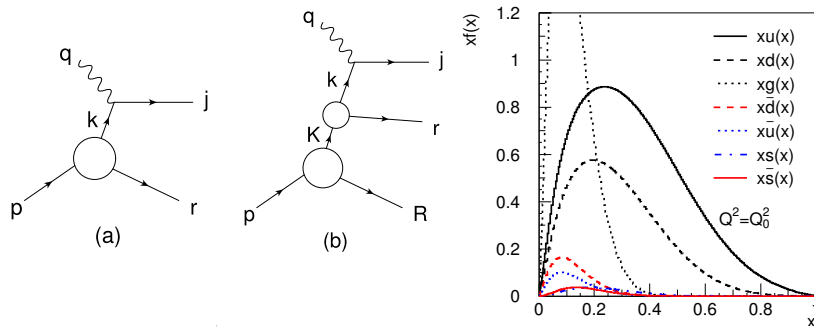 q
k
j
p
r
(a)
q
k
j
K
r
p
R
(b)
xf(x)
1.2
1
0.8
0.6
0.4
0.2
0
xu(x)
xd(x)
xg(x)
xd̄(x)
xū(x)
xs(x)
xs̄(x)
Q²=Q₀²
0 0.2 0.4 0.6 0.8 1
x